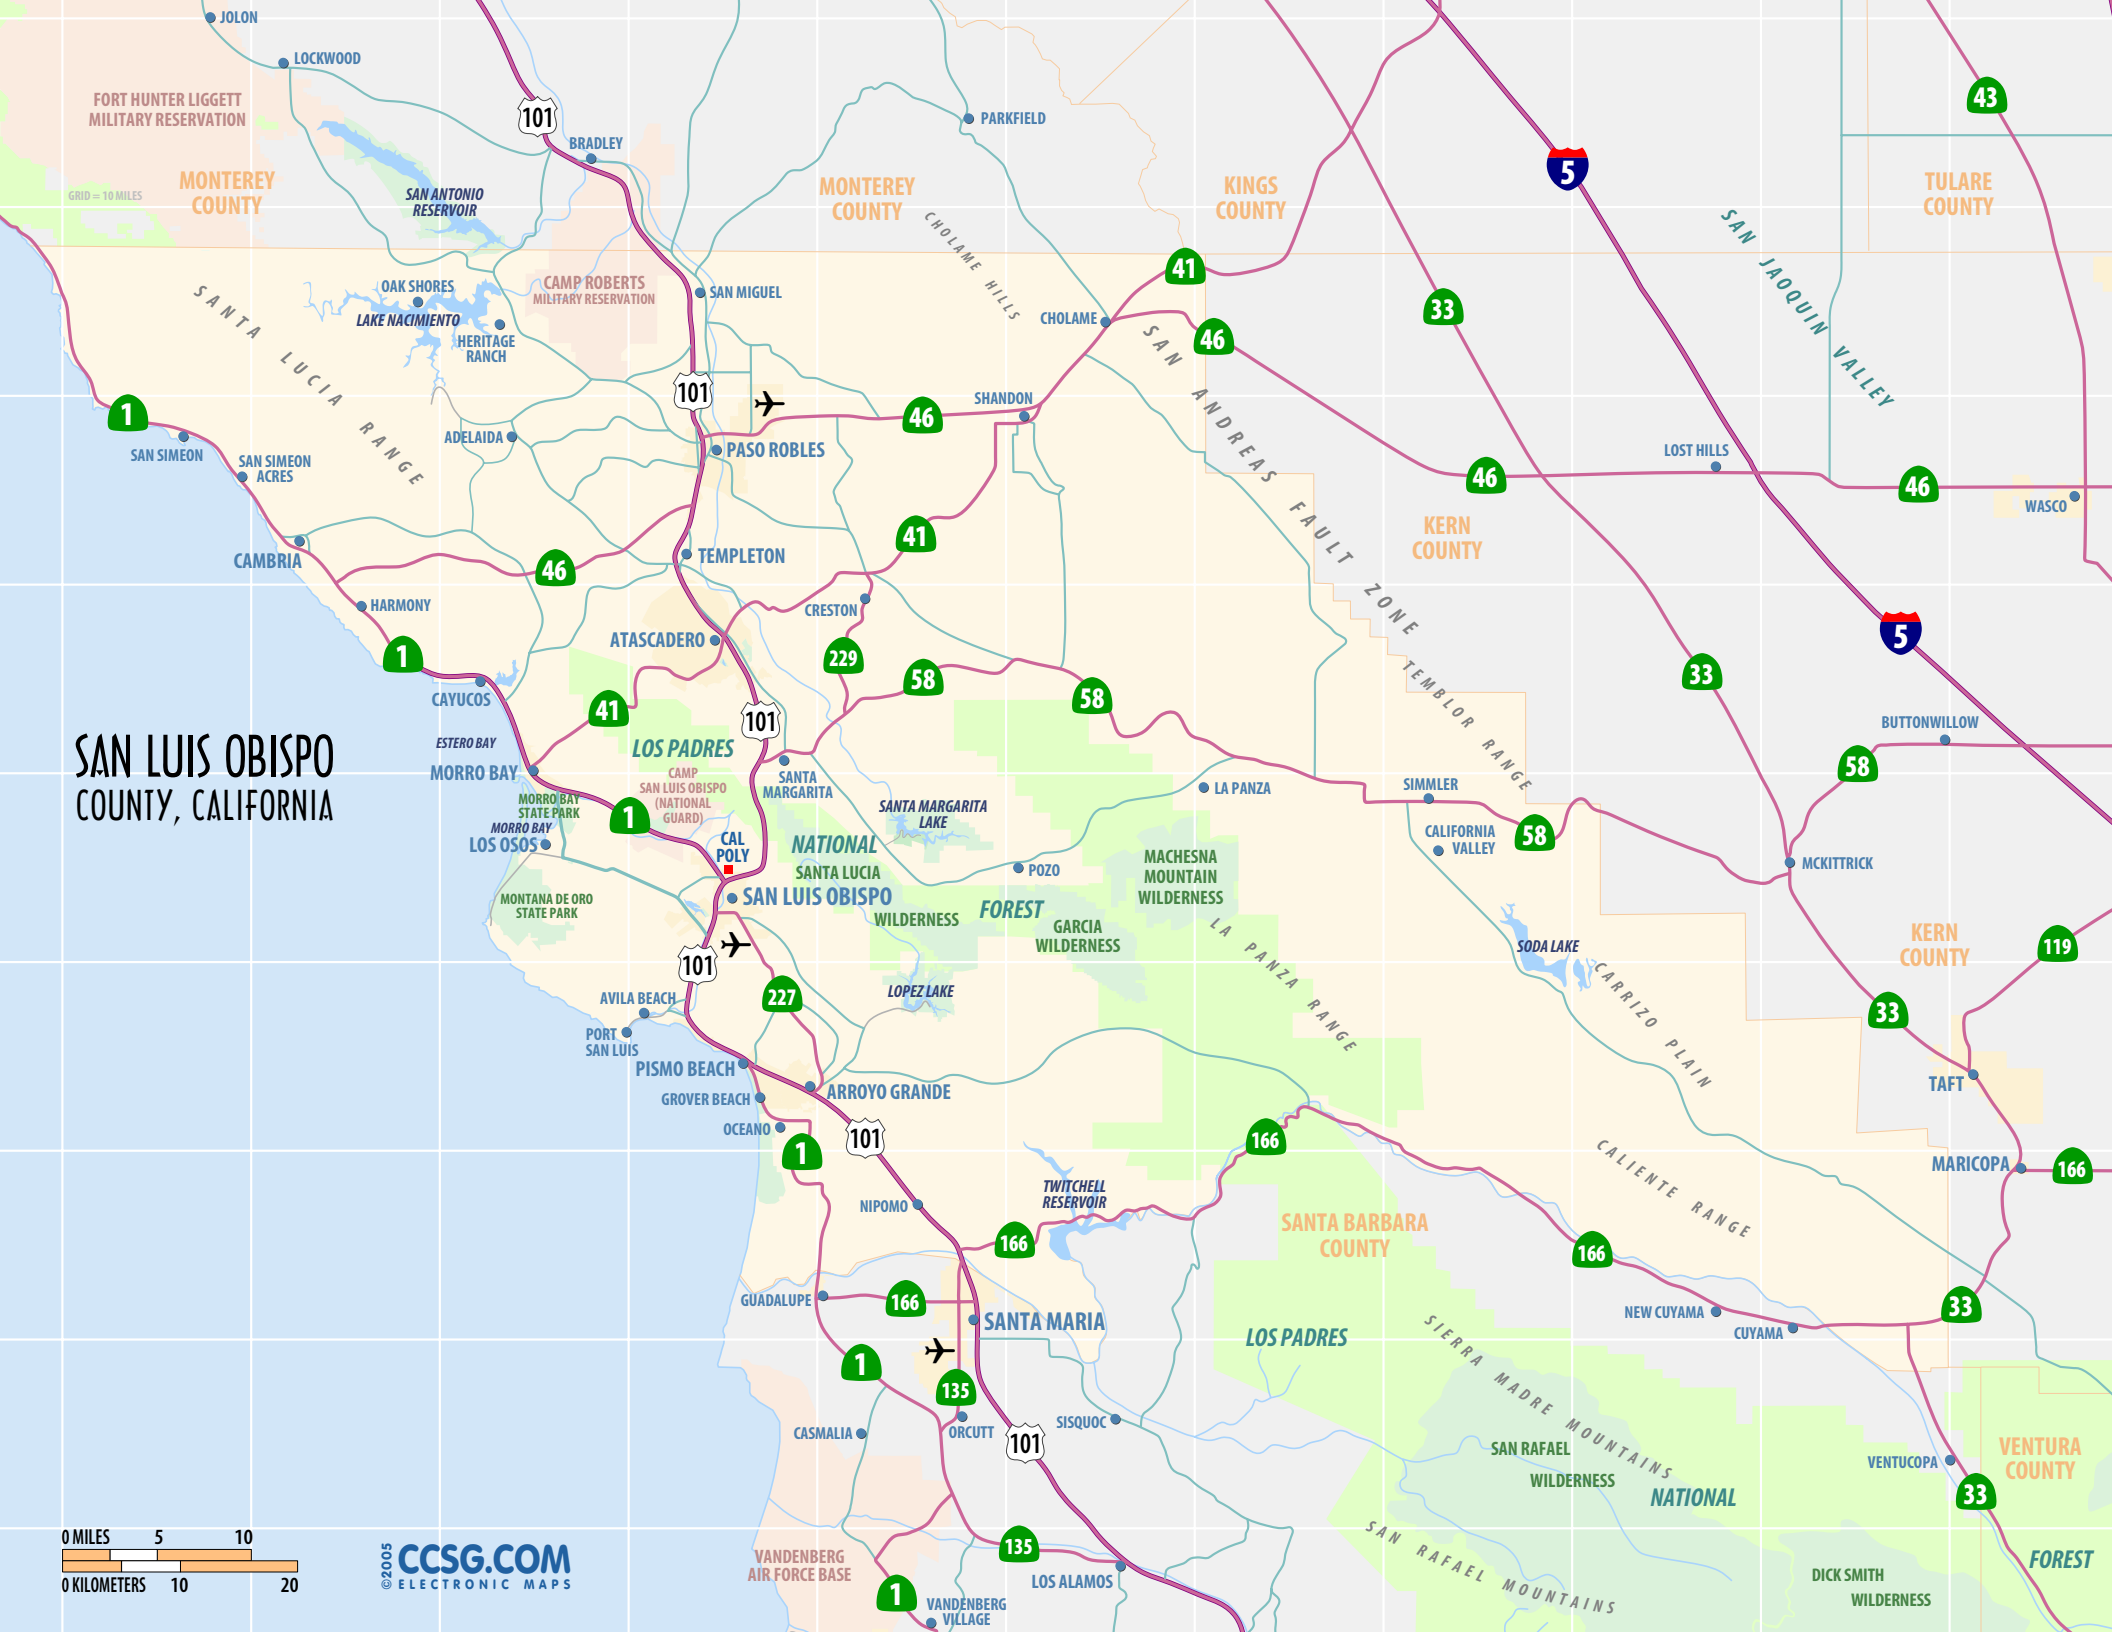 JOLON
LOCKWOOD
FORT HUNTER LIGGETT
MILITARY RESERVATION
101
BRADLEY
PARKFIELD
43
5
GRID = 10 MILES
MONTEREY
COUNTY
SAN ANTONIO
RESERVOIR
MONTEREY
COUNTY
KINGS
COUNTY
TULARE
COUNTY
CHOLAME HILLS
SAN JAOQUIN VALLEY
41
SANTA LUCIA RANGE
OAK SHORES
LAKE NACIMIENTO
HERITAGE
RANCH
CAMP ROBERTS
MILITARY RESERVATION
SAN MIGUEL
CHOLAME
33
46
SAN ANDREAS FAULT ZONE
101
1
SAN SIMEON
SAN SIMEON
ACRES
ADELAIDA
PASO ROBLES
46
SHANDON
46
LOST HILLS
46
WASCO
CAMBRIA
46
TEMPLETON
41
KERN
COUNTY
HARMONY
CRESTON
ATASCADERO
229
58
58
5
33
TEMBLOR RANGE
1
CAYUCOS
41
101
ESTERO BAY
LOS PADRES
BUTTONWILLOW
58
SAN LUIS OBISPO
COUNTY, CALIFORNIA
MORRO BAY
MORRO BAY
STATE PARK
MORRO BAY
LOS OSOS
CAMP
SAN LUIS OBISPO
(NATIONAL
GUARD)
1
SANTA
MARGARITA
SANTA MARGARITA
LAKE
LA PANZA
SIMMLER
CALIFORNIA
VALLEY
58
MCKITTRICK
CAL
POLY
NATIONAL
SANTA LUCIA
WILDERNESS
POZO
MACHESNA
MOUNTAIN
WILDERNESS
SAN LUIS OBISPO
MONTANA DE ORO
STATE PARK
FOREST
GARCIA
WILDERNESS
LA PANZA RANGE
SODA LAKE
CARRIZO PLAIN
KERN
COUNTY
119
101
227
LOPEZ LAKE
AVILA BEACH
PORT
SAN LUIS
33
PISMO BEACH
GROVER BEACH
ARROYO GRANDE
OCEANO
1
101
TAFT
166
CALIENTE RANGE
MARICOPA
166
NIPOMO
TWITCHELL
RESERVOIR
166
SANTA BARBARA
COUNTY
166
GUADALUPE
166
SANTA MARIA
LOS PADRES
SIERRA MADRE MOUNTAINS
NEW CUYAMA
CUYAMA
33
1
135
CASMALIA
ORCUTT
SISQUOC
101
SAN RAFAEL
WILDERNESS
NATIONAL
VENTUCOPA
VENTURA
COUNTY
33
SAN RAFAEL MOUNTAINS
0 MILES 5 10
0 KILOMETERS 10 20
©2005
CCSG.COM
ELECTRONIC MAPS
VANDENBERG
AIR FORCE BASE
135
LOS ALAMOS
1
VANDENBERG
VILLAGE
FOREST
DICK SMITH
WILDERNESS